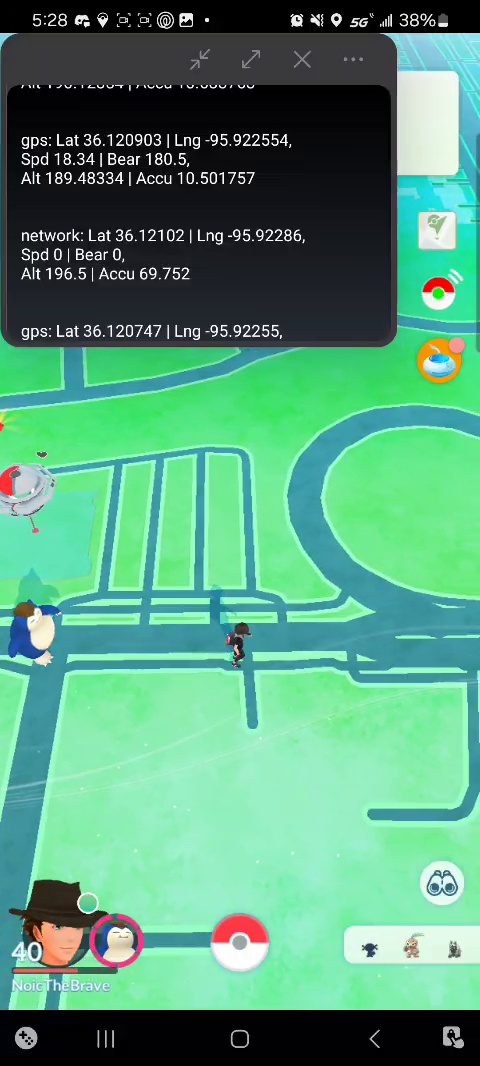 5:28
5G
38%
gps: Lat 36.120903 | Lng -95.922554,
Spd 18.34 | Bear 180.5,
Alt 189.48334 | Accu 10.501757
network: Lat 36.12102 | Lng -95.92286,
Spd 0 | Bear 0,
Alt 196.5 | Accu 69.752
gps: Lat 36.120747 | Lng -95.92255,
40
NoicTheBrave